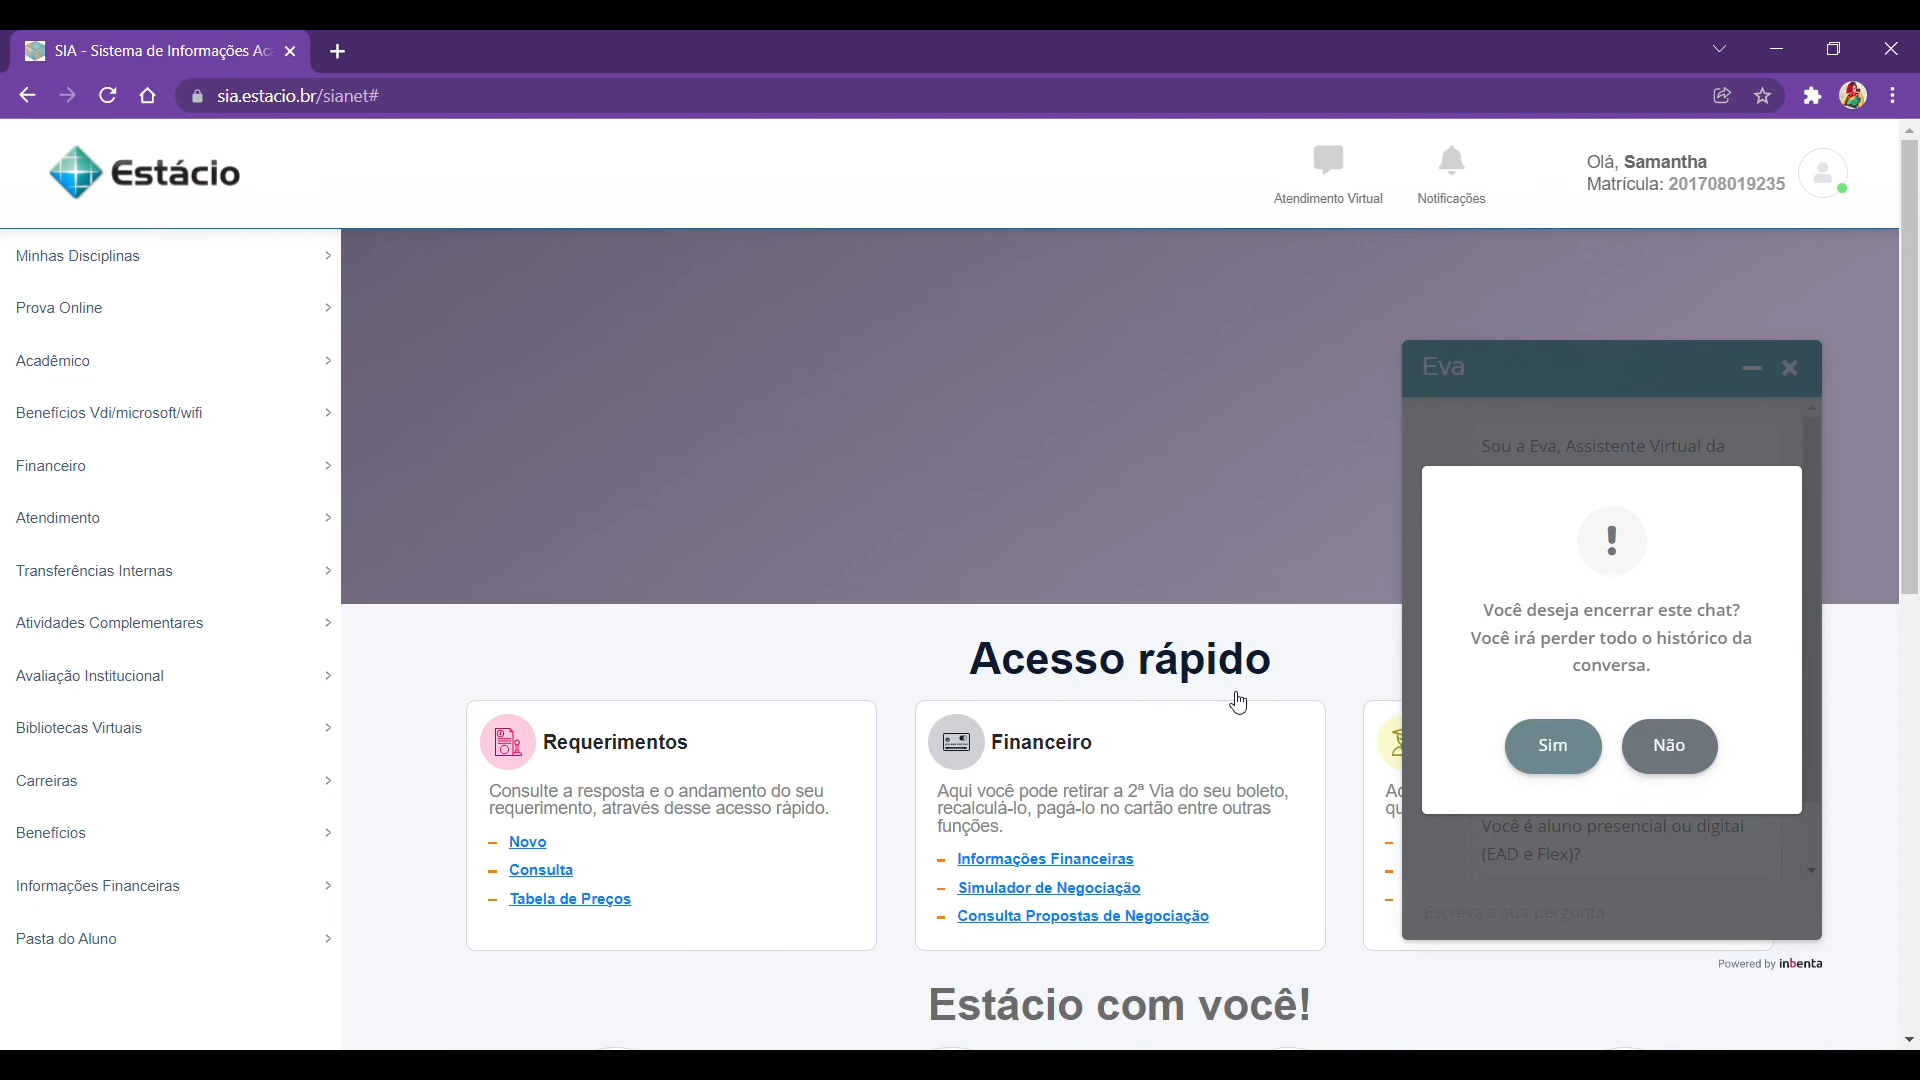 SIA - Sistema de Informações Ac
sia.estacio.br/sianet#
Estácio
Atendimento Virtual
Notificações
Olá, Samantha
Matrícula: 201708019235
Minhas Disciplinas
Prova Online
Acadêmico
Benefícios Vdi/microsoft/wifi
Financeiro
Atendimento
Transferências Internas
Atividades Complementares
Avaliação Institucional
Bibliotecas Virtuais
Carreiras
Benefícios
Informações Financeiras
Pasta do Aluno
Acesso rápido
Requerimentos
Consulte a resposta e o andamento do seu
requerimento, através desse acesso rápido.
Novo
Consulta
Tabela de Preços
Financeiro
Aqui você pode retirar a 2ª Via do seu boleto,
recalculá-lo, pagá-lo no cartão entre outras
funções.
Informações Financeiras
Simulador de Negociação
Consulta Propostas de Negociação
Eva
Sou a Eva, Assistente Virtual da
!
Você deseja encerrar este chat?
Você irá perder todo o histórico da
conversa.
Sim
Não
Você é aluno presencial ou digital
(EAD e Flex)?
Escreva a sua pergunta
Powered by inbenta
Estácio com você!